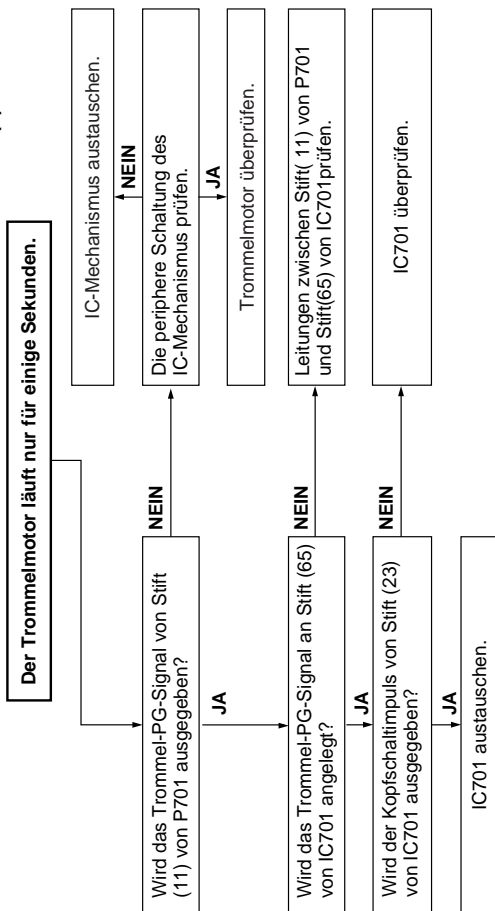 Der Trommelmotor läuft nur für einige Sekunden.
Wird das Trommel-PG-Signal von Stift
(11) von P701 ausgegeben?
NEIN
Die periphere Schaltung des
IC-Mechanismus prüfen.
NEIN
IC-Mechanismus austauschen.
JA
Trommelmotor überprüfen.
JA
Wird das Trommel-PG-Signal an Stift (65)
von IC701 angelegt?
NEIN
Leitungen zwischen Stift( 11) von P701
und Stift(65) von IC701prüfen.
JA
Wird der Kopfschaltimpuls von Stift (23)
von IC701 ausgegeben?
NEIN
IC701 überprüfen.
JA
IC701 austauschen.